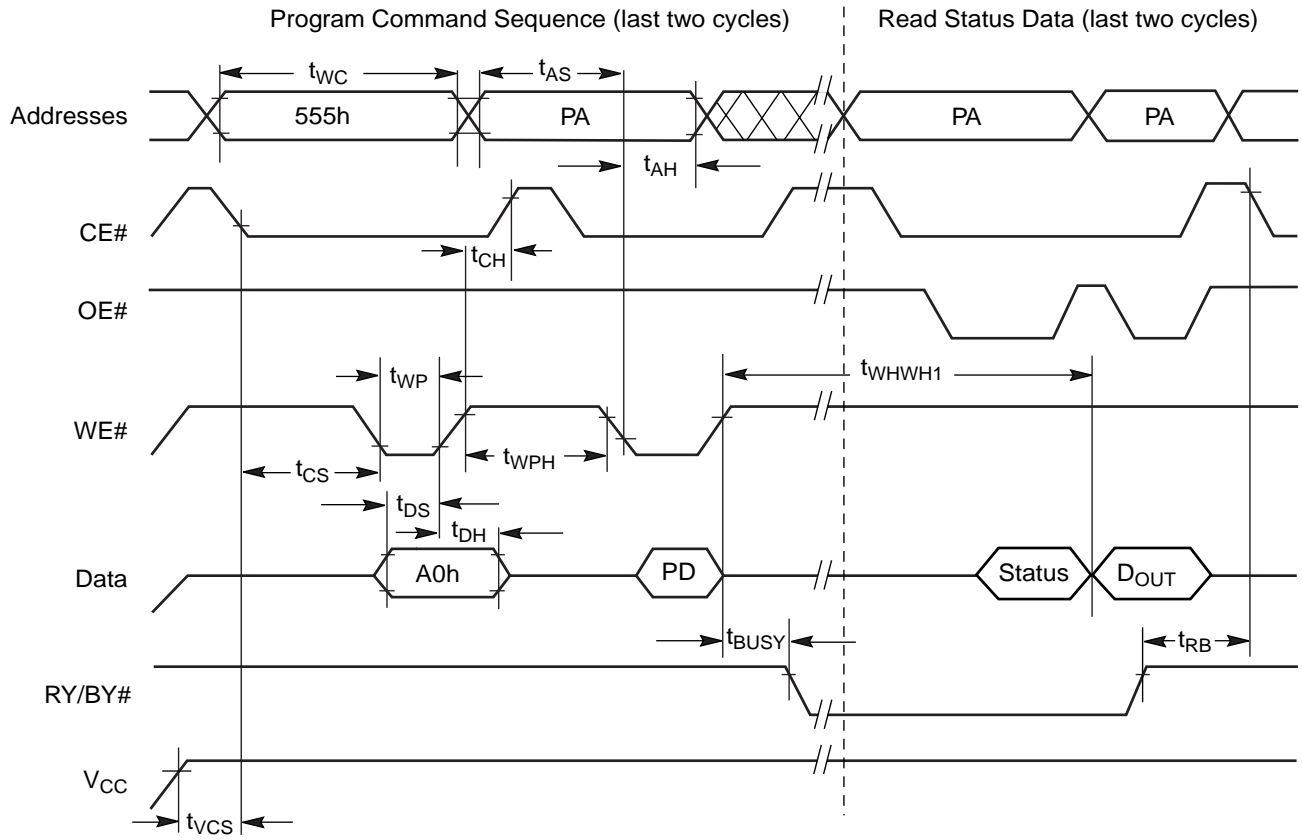 Program Command Sequence (last two cycles)
Read Status Data (last two cycles)
tWC
tAS
Addresses
555h
PA
PA
PA
tAH
CE#
tCH
OE#
tWP
tWHWH1
WE#
tCS
tWPH
tDS
tDH
Data
A0h
PD
Status
DOUT
tBUSY
tRB
RY/BY#
VCC
tVCS